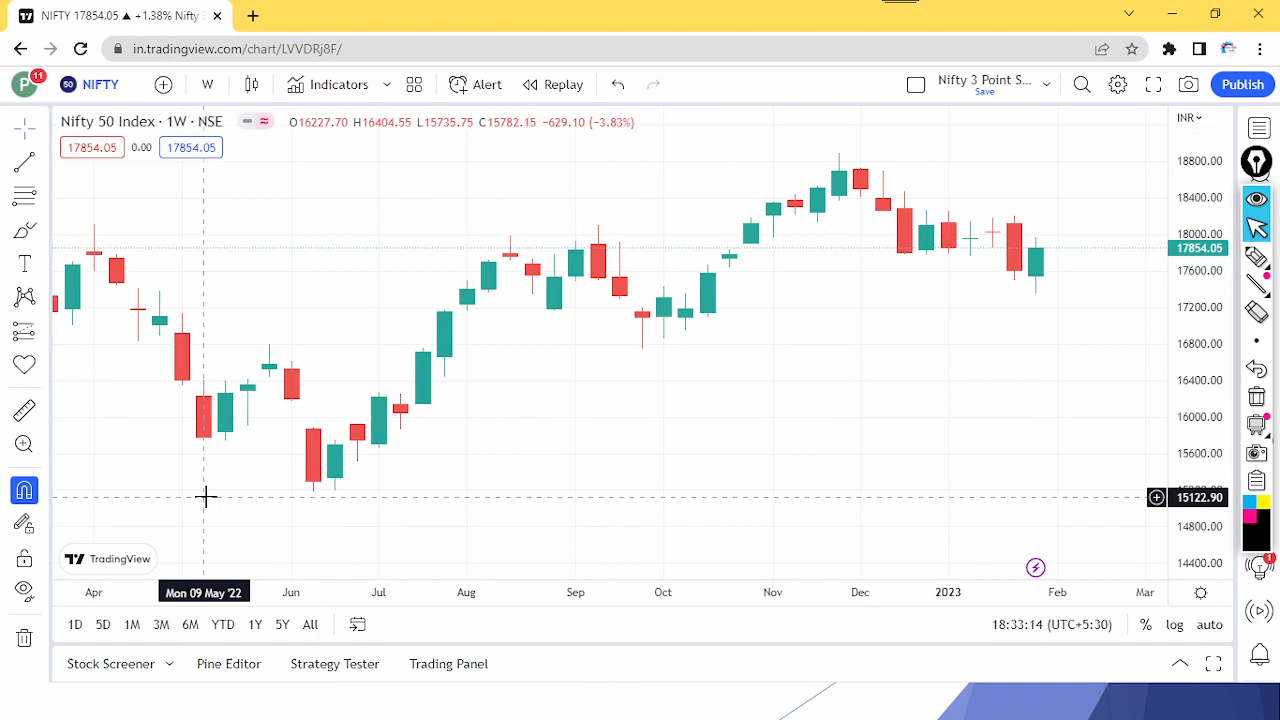 NIFTY 17854.05 ▲ +1.38% Nifty
in.tradingview.com/chart/LVVDRj8F/
P 11 50 NIFTY W Indicators Alert Replay Nifty 3 Point S... Publish
Save
Nifty 50 Index · 1W · NSE O16227.70 H16404.55 L15735.75 C15782.15 −629.10 (−3.83%) INR
17854.05 0.00 17854.05
18800.00
18400.00
18000.00
17854.05
17600.00
17200.00
16800.00
16400.00
16000.00
15600.00
15122.90
14800.00
14400.00
TradingView
Apr Mon 09 May '22 Jun Jul Aug Sep Oct Nov Dec 2023 Feb Mar
1D 5D 1M 3M 6M YTD 1Y 5Y All 18:33:14 (UTC+5:30) % log auto
Stock Screener Pine Editor Strategy Tester Trading Panel
T
1